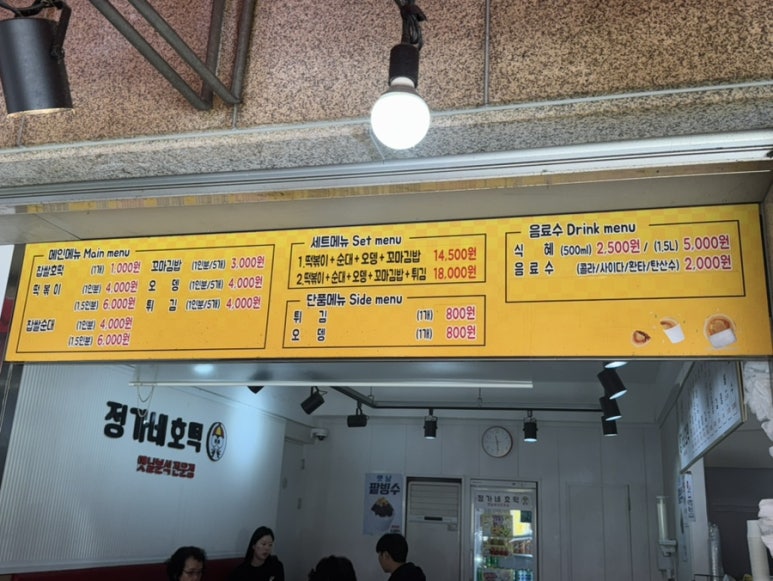 메인메뉴 Main menu
찹쌀호떡 (1개) 1,000원 꼬마김밥 (1인분/5개) 3,000원
떡볶이 (1인분) 4,000원 오뎅 (1인분/5개) 4,000원
(1.5인분) 6,000원 튀김 (1인분/5개) 4,000원
찹쌀순대 (1인분) 4,000원
(1.5인분) 6,000원
세트메뉴 Set menu
1.떡볶이+순대+오뎅+꼬마김밥 14,500원
2.떡볶이+순대+오뎅+꼬마김밥+튀김 18,000원
단품메뉴 Side menu
튀김 (1개) 800원
오뎅 (1개) 800원
음료수 Drink menu
식혜 (500ml) 2,500원 / (1.5L) 5,000원
음료수 (콜라/사이다/환타/탄산수) 2,000원
정가네호떡
옛날분식 전문점
옛날
팥빙수
정가네호떡